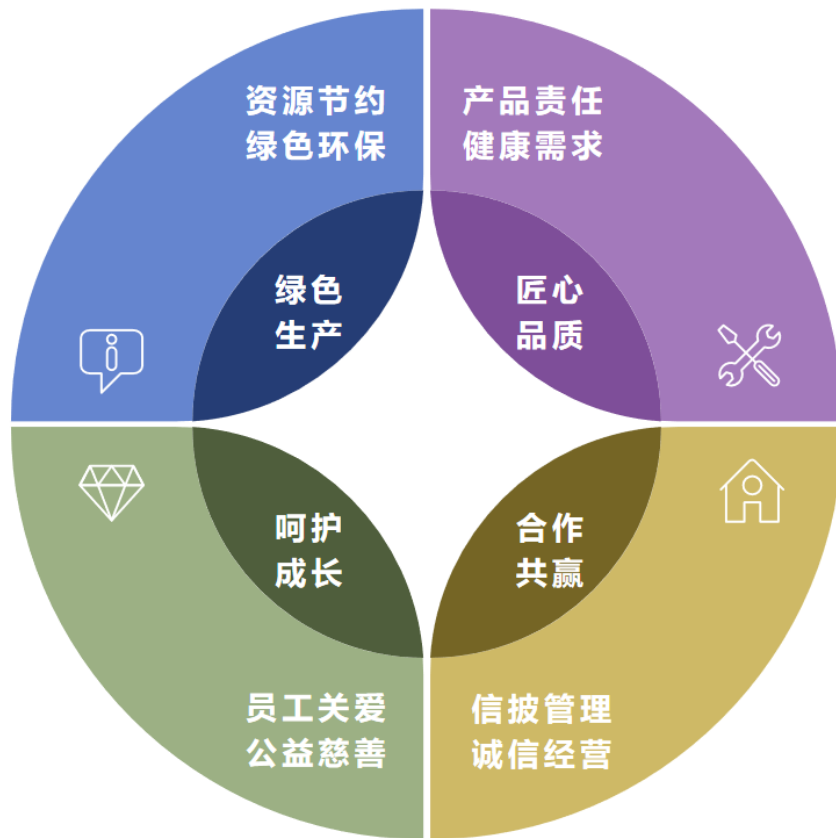 资源节约
绿色环保
产品责任
健康需求
绿色
生产
匠心
品质
呵护
成长
合作
共赢
员工关爱
公益慈善
信披管理
诚信经营